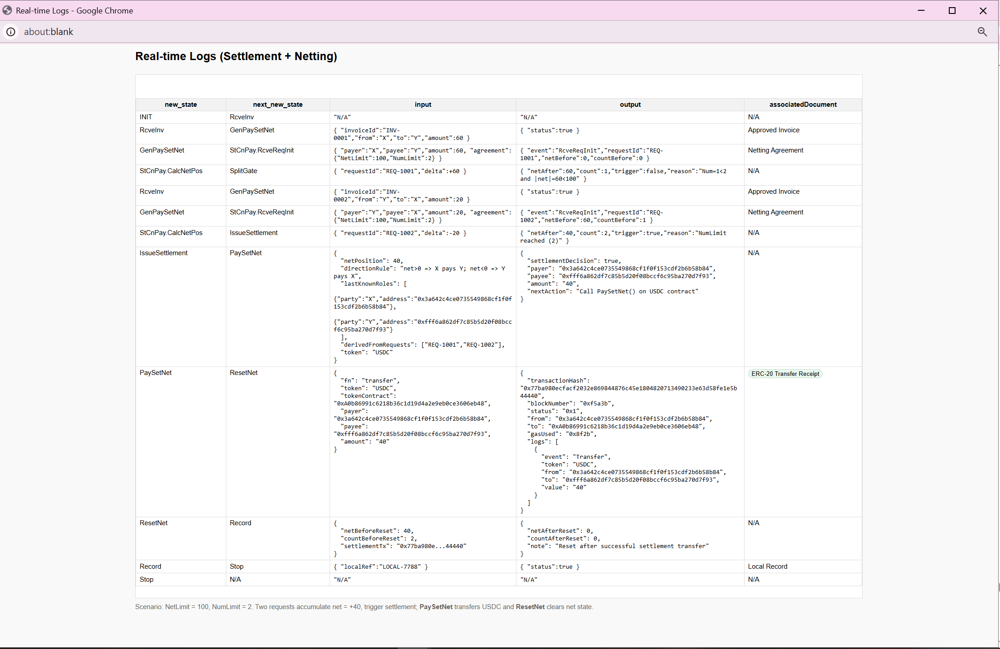 Real-time Logs - Google Chrome
about:blank
Real-time Logs (Settlement + Netting)
new_state next_new_state input output associatedDocument
INIT RcveInv "N/A" "N/A" N/A
RcveInv GenPaySetNet { "invoiceId":"INV-
0001","from":"X","to":"Y","amount":60 } { "status":true } Approved Invoice
GenPaySetNet StCnPay.RcveReqInit { "payer":"X","payee":"Y","amount":60, "agreement":
{"NetLimit":100,"NumLimit":2} } { "event":"RcveReqInit","requestId":"REQ-
1001","netBefore":0,"countBefore":0 } Netting Agreement
StCnPay.CalcNetPos SplitGate { "requestId":"REQ-1001","delta":+60 } { "netAfter":60,"count":1,"trigger":false,"reason":"Num=1<2
and |net|=60<100" } N/A
RcveInv GenPaySetNet { "invoiceId":"INV-
0002","from":"Y","to":"X","amount":20 } { "status":true } Approved Invoice
GenPaySetNet StCnPay.RcveReqInit { "payer":"Y","payee":"X","amount":20, "agreement":
{"NetLimit":100,"NumLimit":2} } { "event":"RcveReqInit","requestId":"REQ-
1002","netBefore":60,"countBefore":1 } Netting Agreement
StCnPay.CalcNetPos IssueSettlement { "requestId":"REQ-1002","delta":-20 } { "netAfter":40,"count":2,"trigger":true,"reason":"NumLimit
reached (2)" } N/A
IssueSettlement PaySetNet
{
"netPosition": 40,
"directionRule": "net>0 => X pays Y; net<0 => Y
pays X",
"lastKnownRoles": [
{"party":"X","address":"0x3a642c4ce0735549868cf1f0f
153cdf2b6b58b84"},
{"party":"Y","address":"0xfff6a862df7c85b5d20f08bcc
f6c95ba270d7f93"}
],
"derivedFromRequests": ["REQ-1001","REQ-1002"],
"token": "USDC"
}
{
"settlementDecision": true,
"payer": "0x3a642c4ce0735549868cf1f0f153cdf2b6b58b84",
"payee": "0xfff6a862df7c85b5d20f08bccf6c95ba270d7f93",
"amount": "40",
"nextAction": "Call PaySetNet() on USDC contract"
}
N/A
PaySetNet ResetNet
{
"fn": "transfer",
"token": "USDC",
"tokenContract":
"0xA0b86991c6218b36c1d19d4a2e9eb0ce3606eb48",
"payer":
"0x3a642c4ce0735549868cf1f0f153cdf2b6b58b84",
"payee":
"0xfff6a862df7c85b5d20f08bccf6c95ba270d7f93",
"amount": "40"
}
{
"transactionHash":
"0x77ba980ecfacf2032e869844876c45e1804820713490233e63d58fe1e5b
44440",
"blockNumber": "0xf5a3b",
"status": "0x1",
"from": "0x3a642c4ce0735549868cf1f0f153cdf2b6b58b84",
"to": "0xA0b86991c6218b36c1d19d4a2e9eb0ce3606eb48",
"gasUsed": "0x8f2b",
"logs": [
{
"event": "Transfer",
"token": "USDC",
"from": "0x3a642c4ce0735549868cf1f0f153cdf2b6b58b84",
"to": "0xfff6a862df7c85b5d20f08bccf6c95ba270d7f93",
"value": "40"
}
]
}
ERC-20 Transfer Receipt
ResetNet Record
{
"netBeforeReset": 40,
"countBeforeReset": 2,
"settlementTx": "0x77ba980e...44440"
}
{
"netAfterReset": 0,
"countAfterReset": 0,
"note": "Reset after successful settlement transfer"
}
N/A
Record Stop { "localRef":"LOCAL-7788" } { "status":true } Local Record
Stop N/A "N/A" "N/A" N/A
Scenario: NetLimit = 100, NumLimit = 2. Two requests accumulate net = +40, trigger settlement; PaySetNet transfers USDC and ResetNet clears net state.